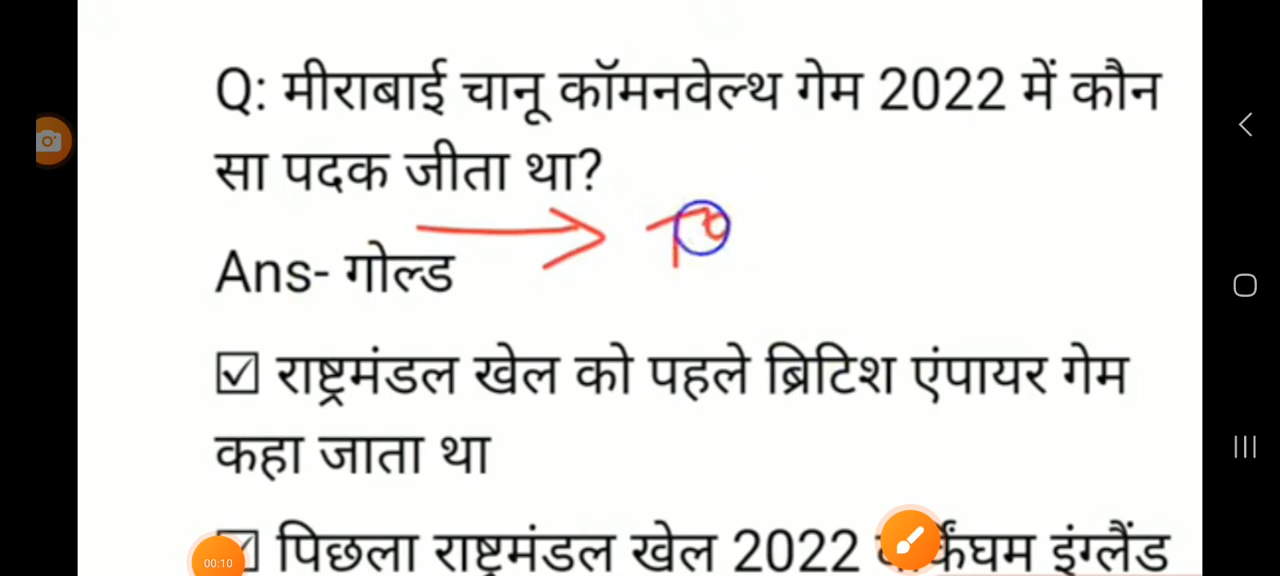 Q: मीराबाई चानू कॉमनवेल्थ गेम 2022 में कौन
सा पदक जीता था?
Ans- गोल्ड
☑ राष्ट्रमंडल खेल को पहले ब्रिटिश एंपायर गेम
कहा जाता था
☑ पिछला राष्ट्रमंडल खेल 2022 इंग्लैंड
00:10